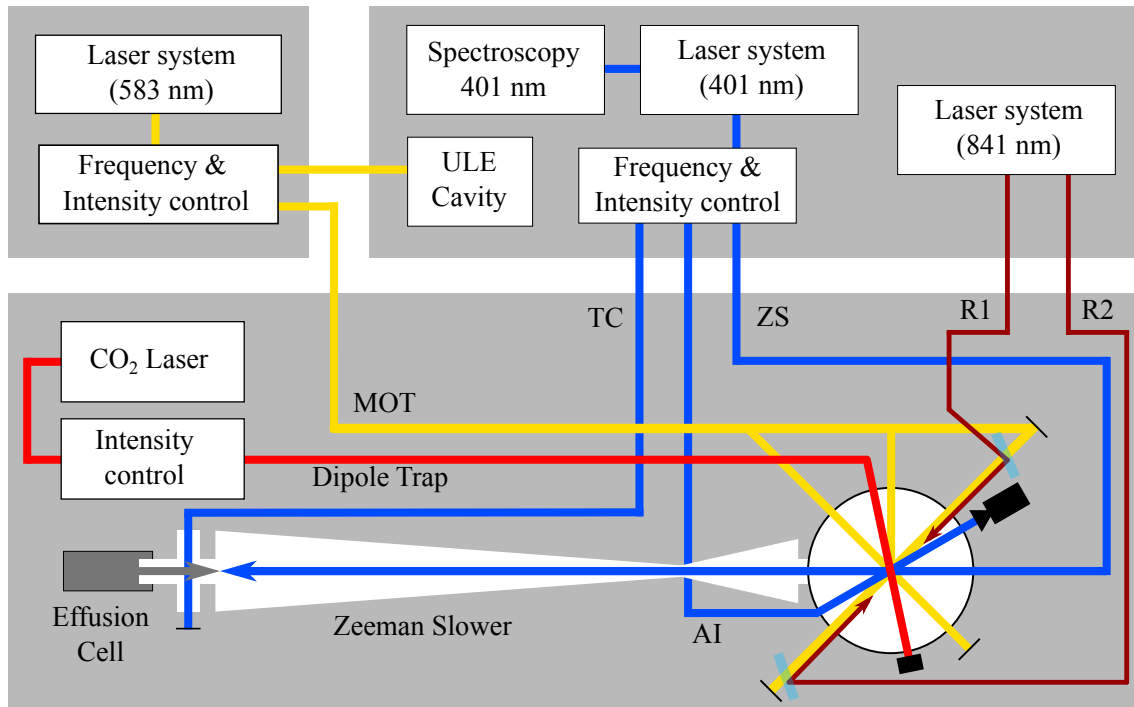 Laser system
(583 nm)
Frequency &
Intensity control
Spectroscopy
401 nm
Laser system
(401 nm)
ULE
Cavity
Frequency &
Intensity control
Laser system
(841 nm)
TC
ZS
R1
R2
CO₂ Laser
MOT
Intensity
control
Dipole Trap
Effusion
Cell
Zeeman Slower
AI